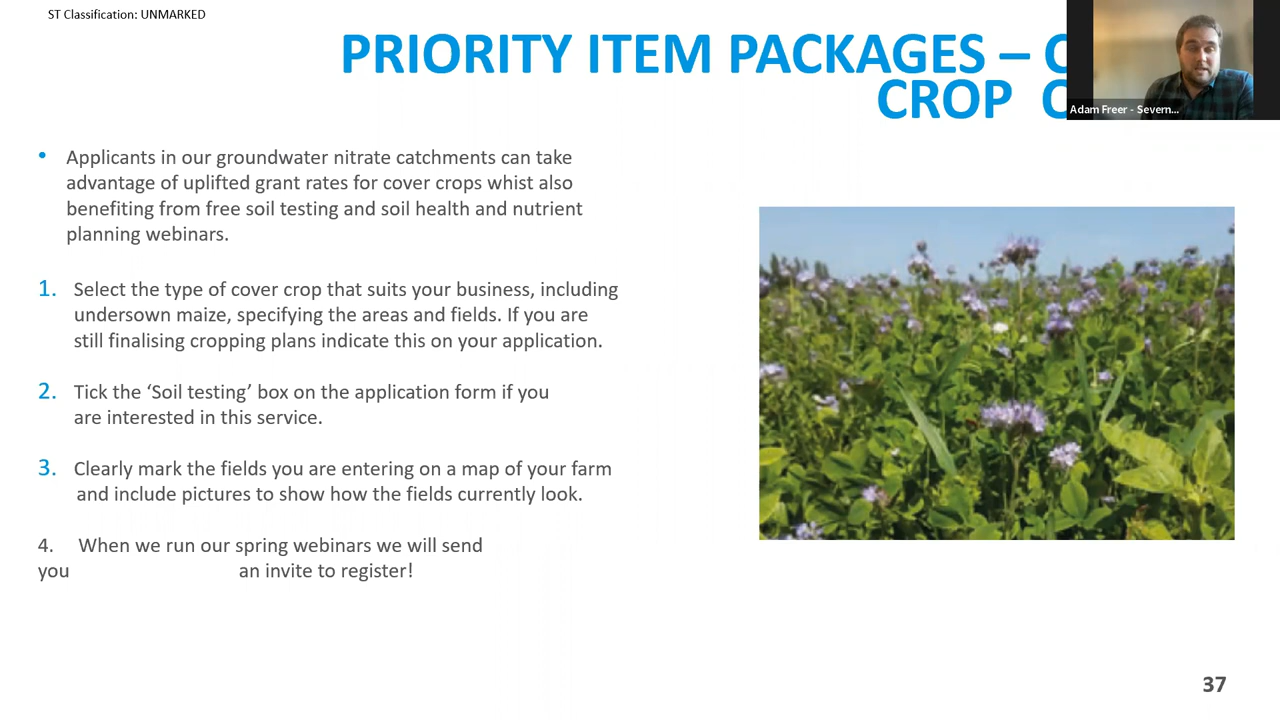 ST Classification: UNMARKED
PRIORITY ITEM PACKAGES –
CROP
Adam Freer - Severn...
• Applicants in our groundwater nitrate catchments can take
advantage of uplifted grant rates for cover crops whist also
benefiting from free soil testing and soil health and nutrient
planning webinars.
1. Select the type of cover crop that suits your business, including
undersown maize, specifying the areas and fields. If you are
still finalising cropping plans indicate this on your application.
2. Tick the ‘Soil testing’ box on the application form if you
are interested in this service.
3. Clearly mark the fields you are entering on a map of your farm
and include pictures to show how the fields currently look.
4. When we run our spring webinars we will send
you an invite to register!
37